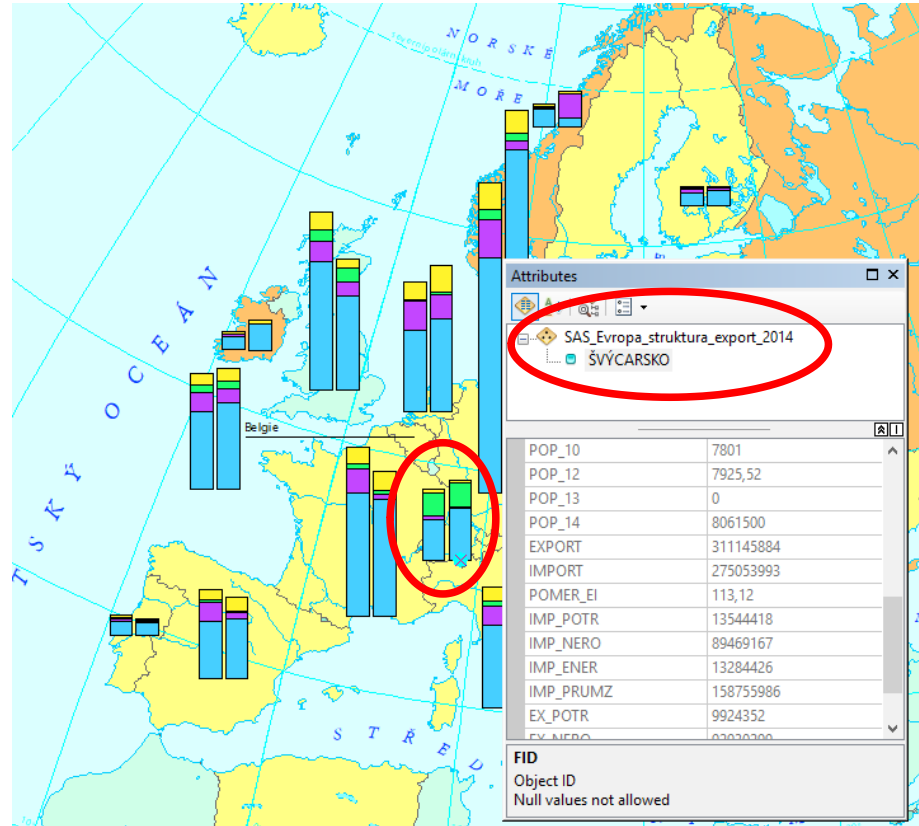 NORSKÉ
MOŘE
TSKÝ OCEÁN
Belgie
STŘED
Attributes
SAS_Evropa_struktura_export_2014
ŠVÝCARSKO
POP_10 7801
POP_12 7925,52
POP_13 0
POP_14 8061500
EXPORT 311145884
IMPORT 275053993
POMER_EI 113,12
IMP_POTR 13544418
IMP_NERO 89469167
IMP_ENER 13284426
IMP_PRUMZ 158755986
EX_POTR 9924352
FID
Object ID
Null values not allowed